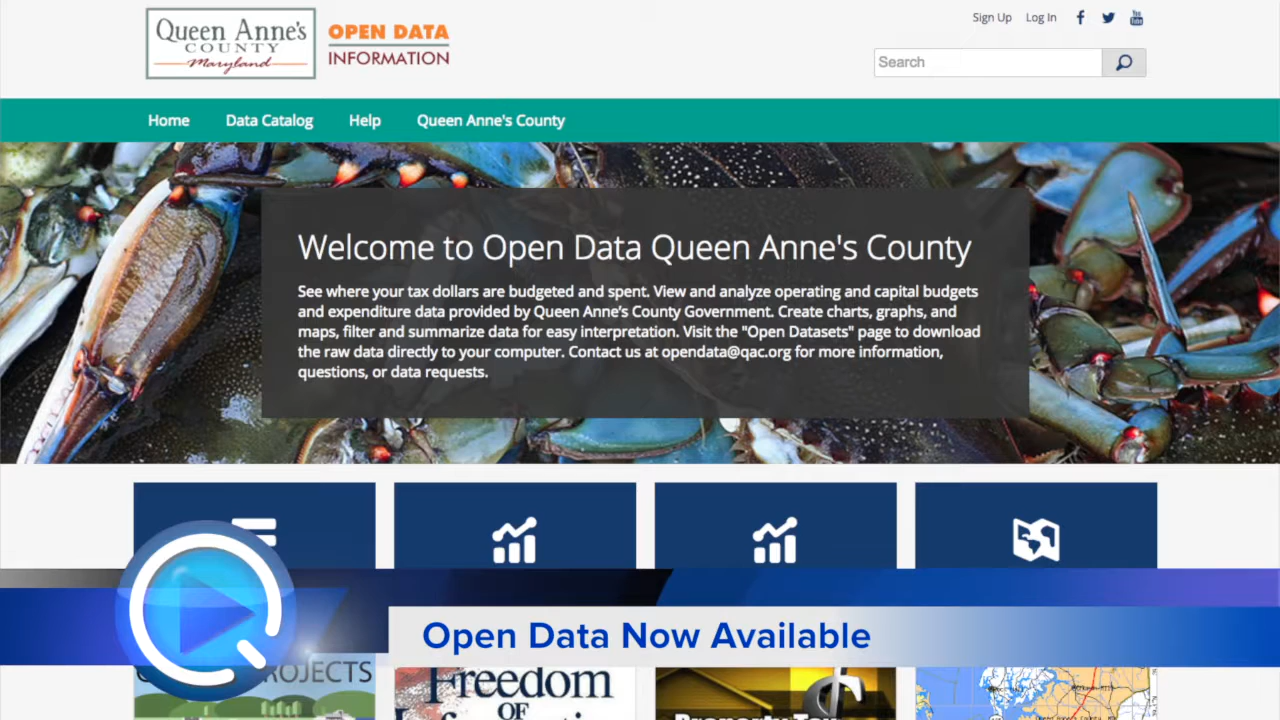 Queen Anne's
COUNTY
Maryland
OPEN DATA
INFORMATION
Sign Up Log In
You
Tube
Search
Home Data Catalog Help Queen Anne's County
Welcome to Open Data Queen Anne's County
See where your tax dollars are budgeted and spent. View and analyze operating and capital budgets
and expenditure data provided by Queen Anne’s County Government. Create charts, graphs, and
maps, filter and summarize data for easy interpretation. Visit the "Open Datasets" page to download
the raw data directly to your computer. Contact us at opendata@qac.org for more information,
questions, or data requests.
Open Data Now Available
Freedom
OF
Property Tax